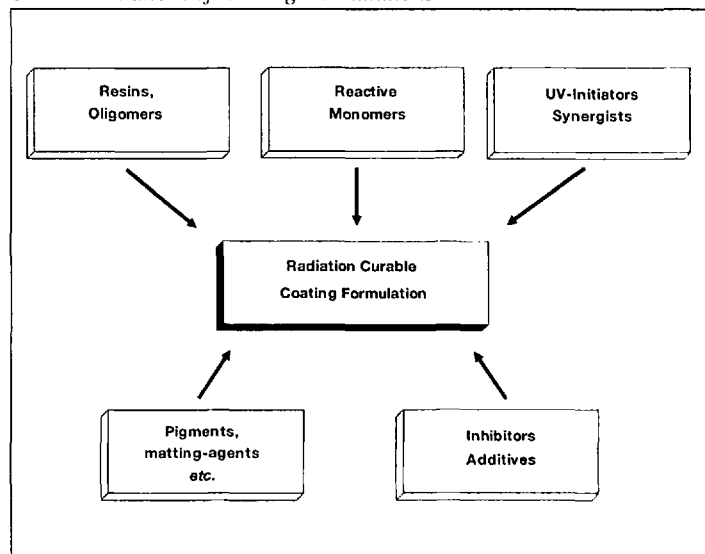 Resins,
Oligomers
Reactive
Monomers
UV-Initiators
Synergists
Radiation Curable
Coating Formulation
Pigments,
matting-agents
etc.
Inhibitors
Additives